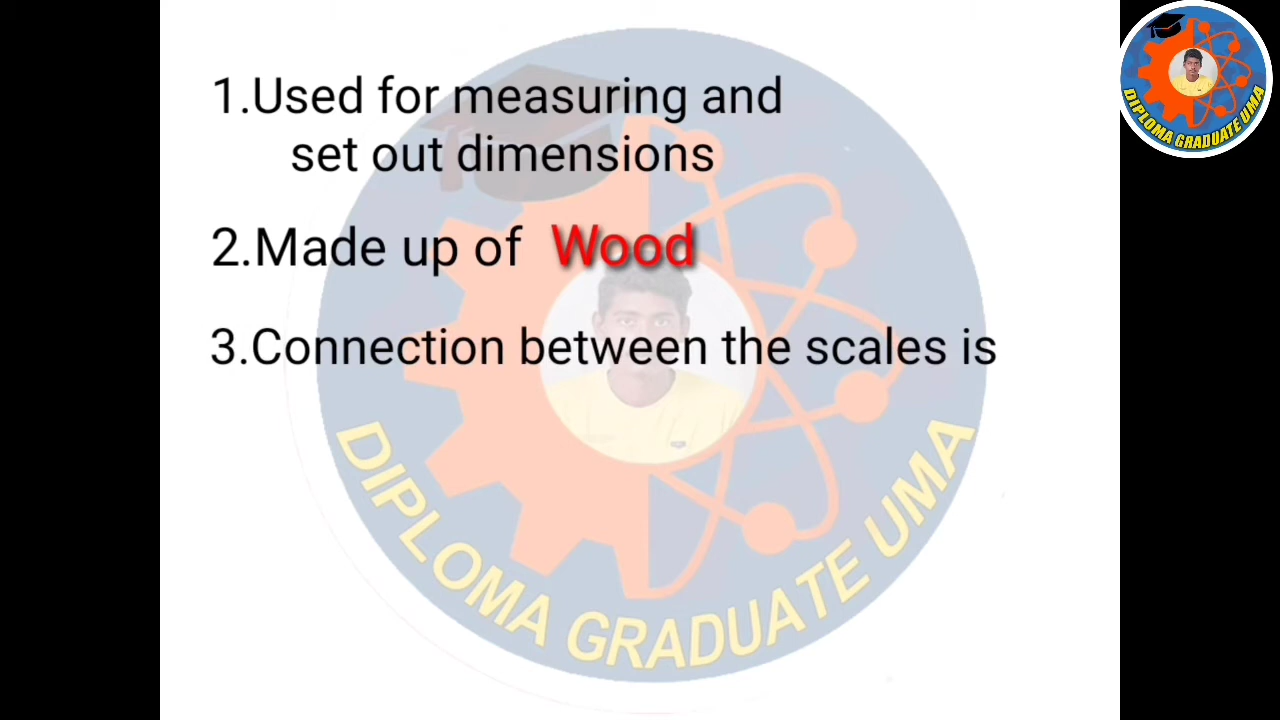 1.Used for measuring and
set out dimensions
2.Made up of Wood
3.Connection between the scales is
DIPLOMA GRADUATE UMA
DIPLOMA GRADUATE UMA